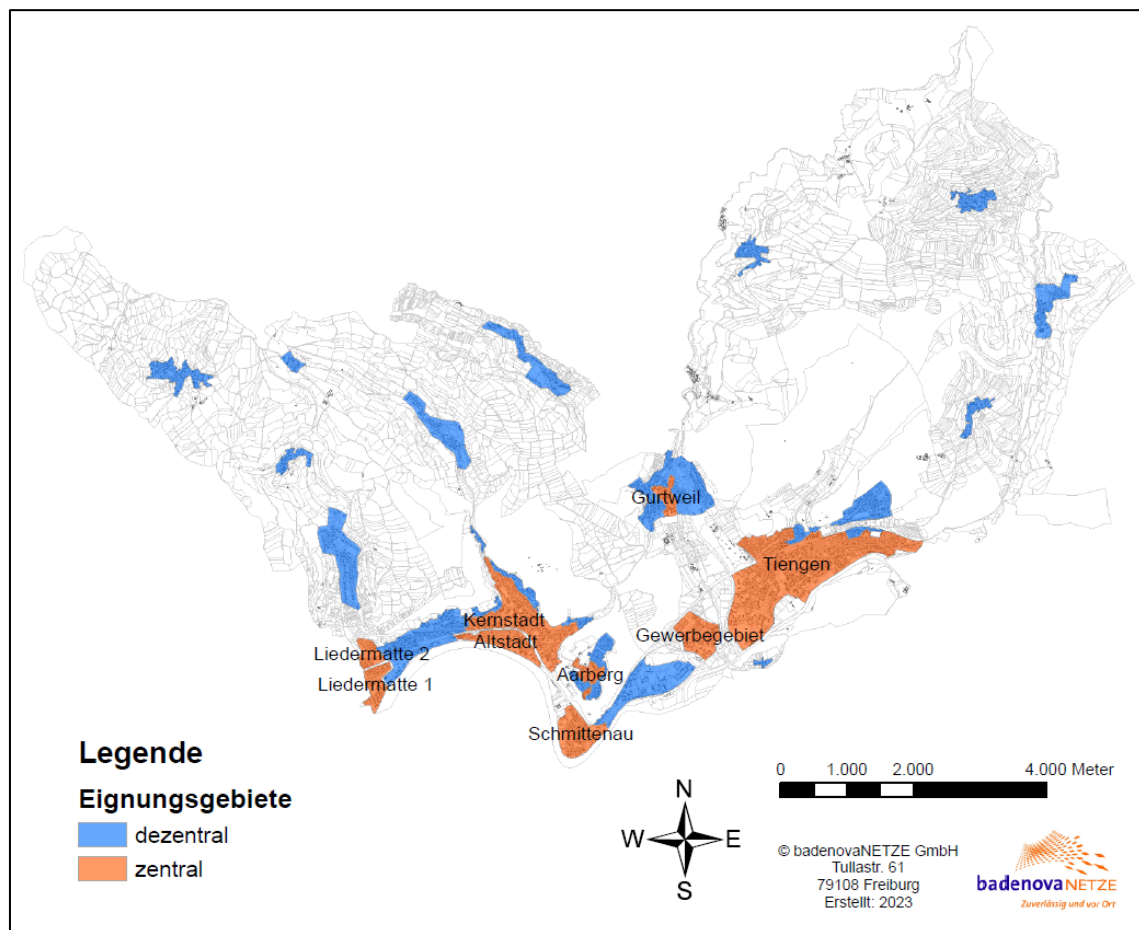 Gurtweil
Tiengen
Kernstadt
Altstadt
Gewerbegebiet
Liedermatte 2
Liedermatte 1
Aarberg
Schmittenau
Legende
Eignungsgebiete
dezentral
zentral
N
W E
S
0 1.000 2.000 4.000 Meter
© badenovaNETZE GmbH
Tullastr. 61
79108 Freiburg
Erstellt: 2023
badenovaNETZE
Zuverlässig und vor Ort